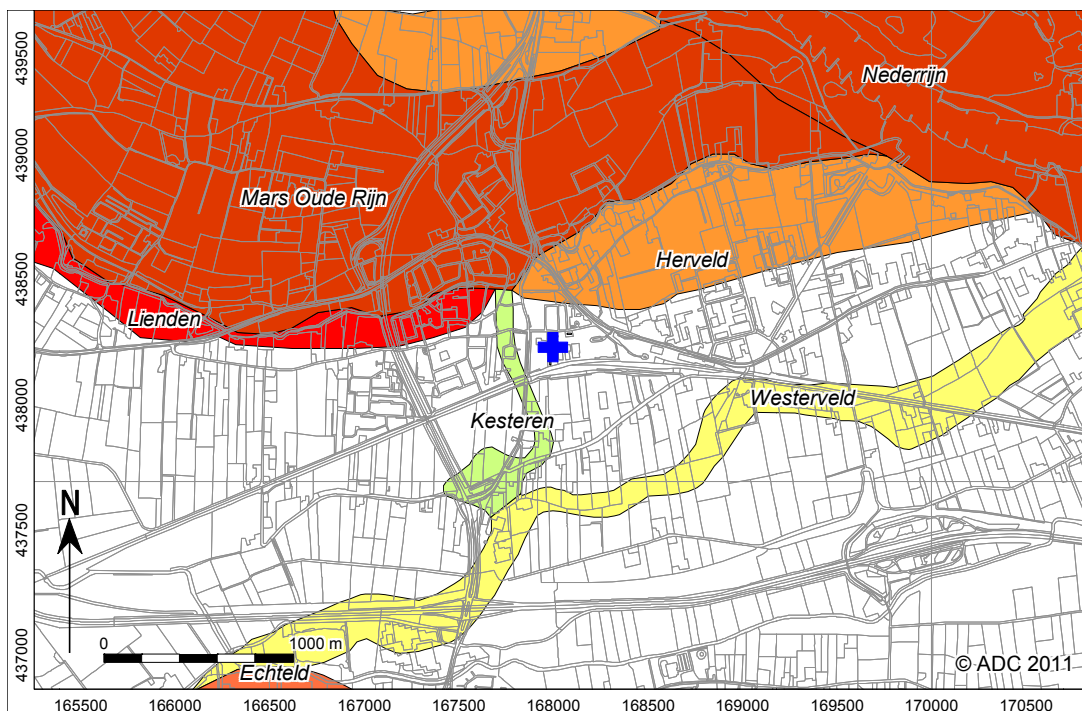 439500
439000
438500
438000
437500
437000
Nederrijn
Mars Oude Rijn
Herveld
Lienden
Westerveld
Kesteren
N
0 1000 m
Echteld
© ADC 2011
165500 166000 166500 167000 167500 168000 168500 169000 169500 170000 170500